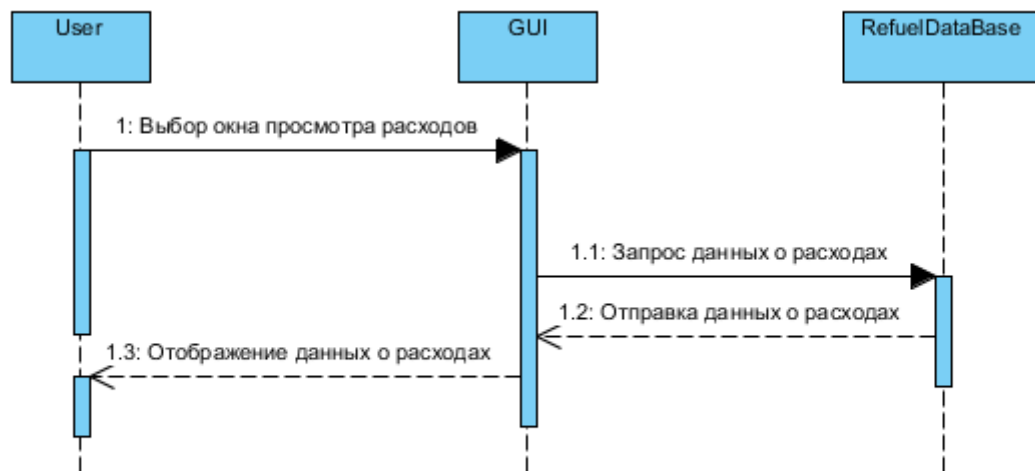 User
GUI
RefuelDataBase
1: Выбор окна просмотра расходов
1.1: Запрос данных о расходах
1.2: Отправка данных о расходах
1.3: Отображение данных о расходах